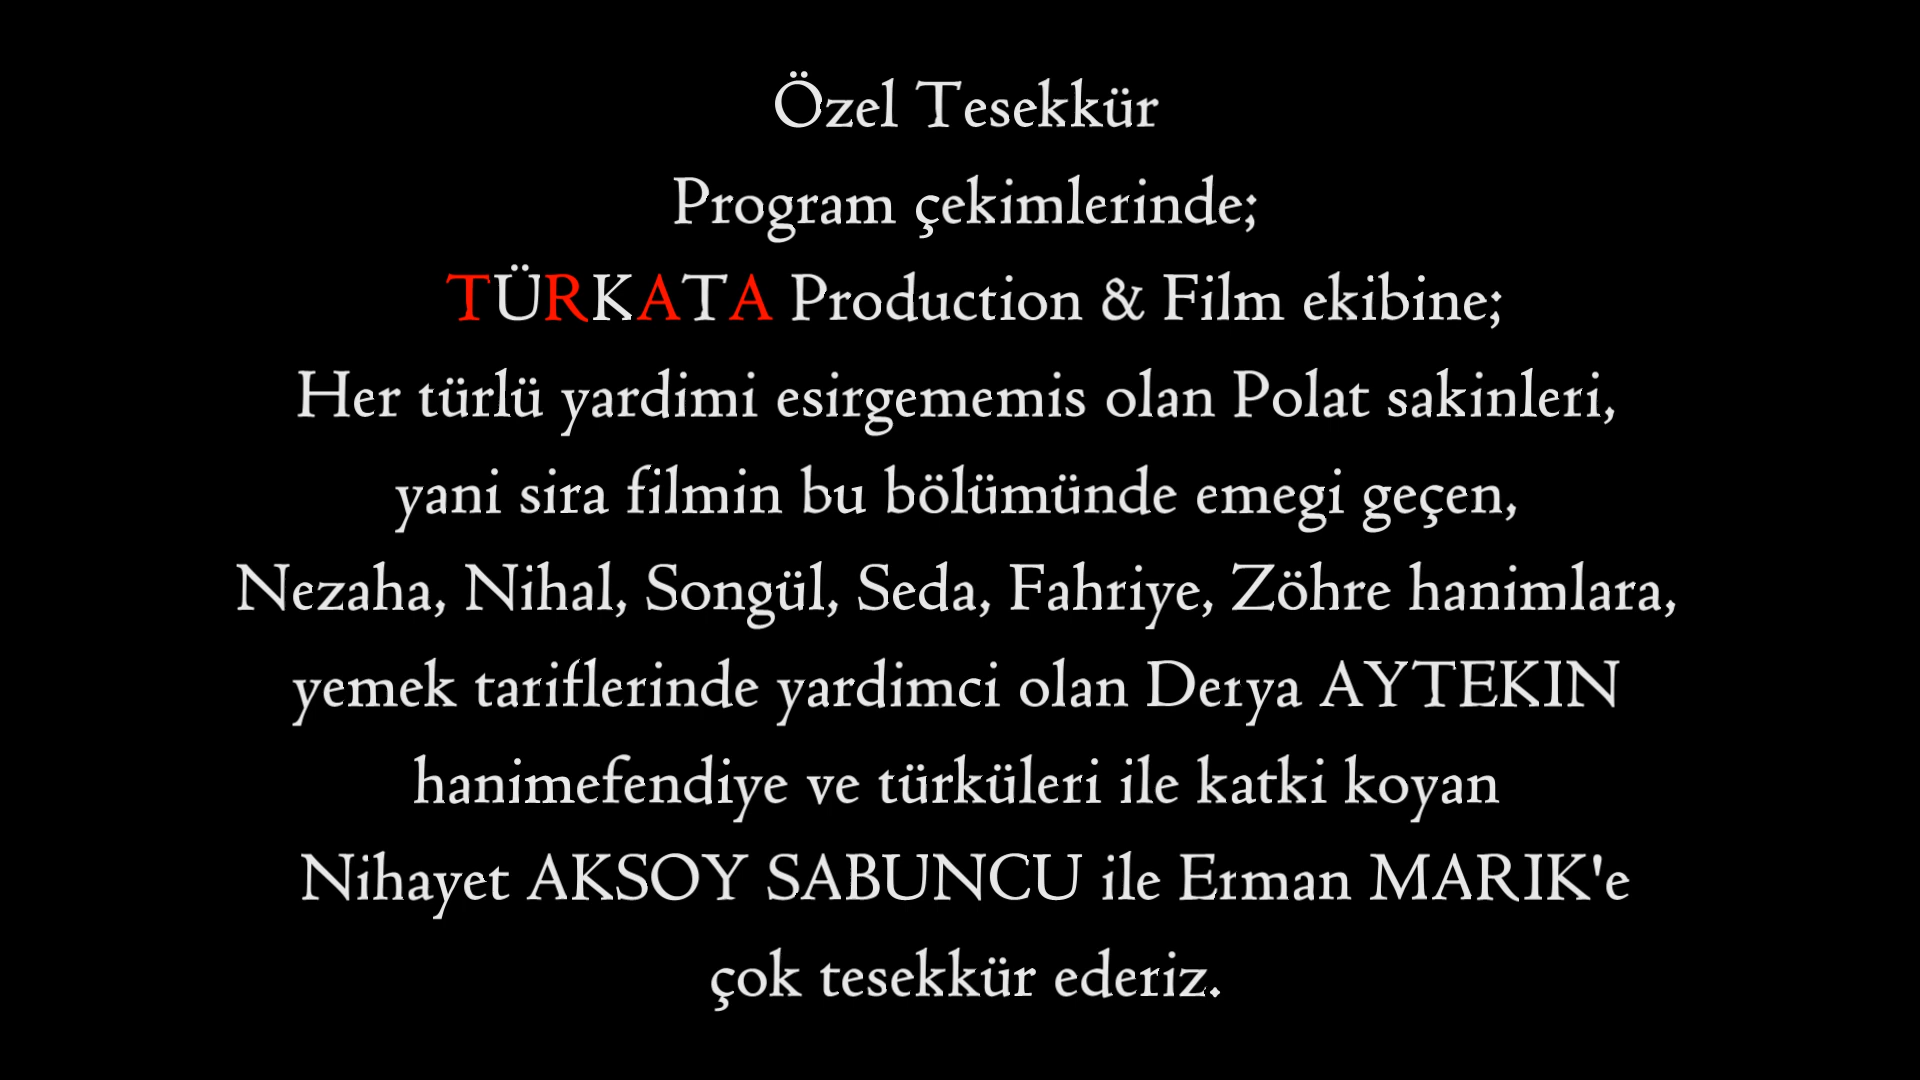 Özel Tesekkür
Program çekimlerinde;
TÜRKATA Production & Film ekibine;
Her türlü yardimi esirgememis olan Polat sakinleri,
yani sira filmin bu bölümünde emegi geçen,
Nezaha, Nihal, Songül, Seda, Fahriye, Zöhre hanimlara,
yemek tariflerinde yardimci olan Derya AYTEKIN
hanimefendiye ve türküleri ile katki koyan
Nihayet AKSOY SABUNCU ile Erman MARIK'e
çok tesekkür ederiz.